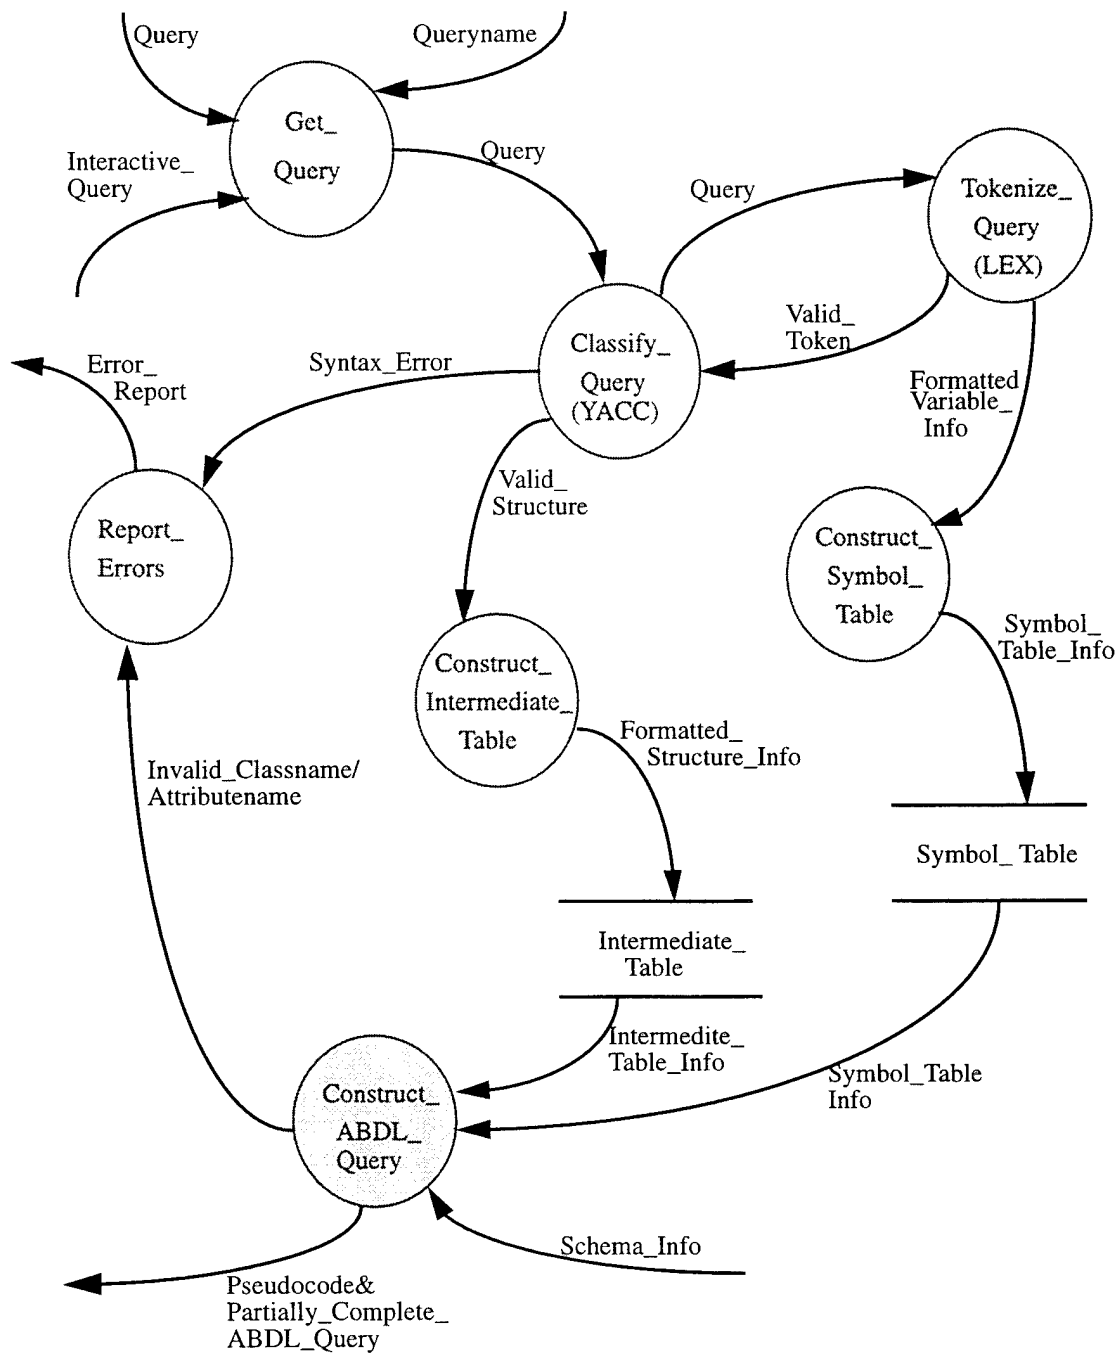 Query
Queryname
Get_
Query
Interactive_
Query
Query
Query
Tokenize_
Query
(LEX)
Valid_
Token
Classify_
Query
(YACC)
Syntax_Error
Error_
Report
Formatted
Variable_
Info
Valid_
Structure
Report_
Errors
Construct_
Symbol_
Table
Symbol_
Table_Info
Construct_
Intermediate_
Table
Formatted_
Structure_Info
Invalid_Classname/
Attributename
Symbol_ Table
Intermediate_
Table
Intermedite_
Table_Info
Symbol_Table
Info
Construct_
ABDL_
Query
Schema_Info
Pseudocode&
Partially_Complete_
ABDL_Query